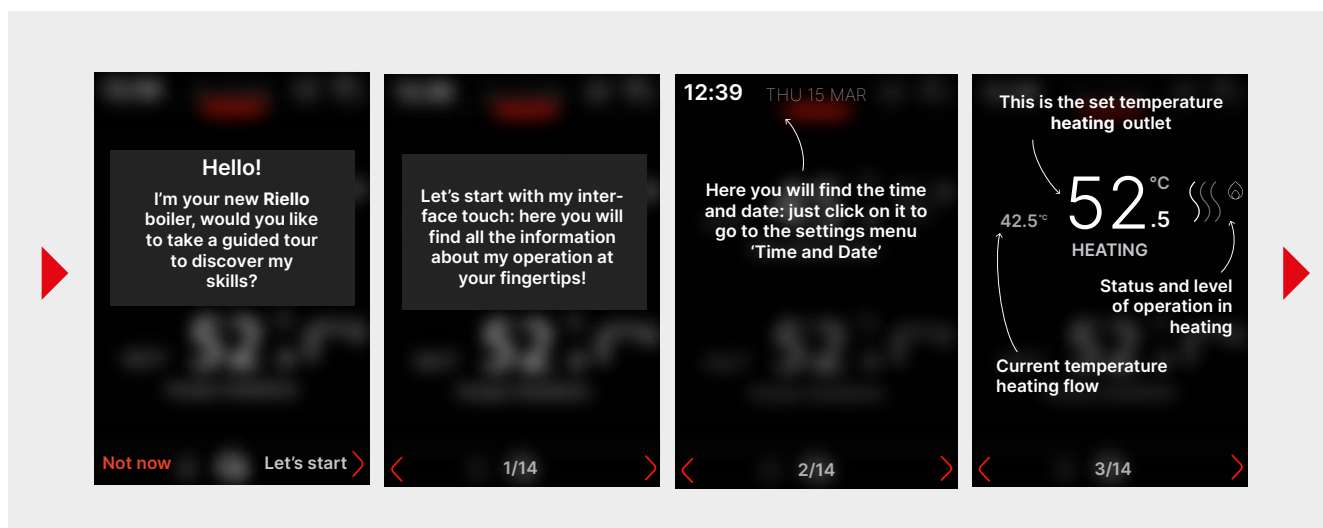 Hello!
I'm your new Riello
boiler, would you like
to take a guided tour
to discover my
skills?
Not now
Let's start
Let's start with my inter-
face touch: here you will
find all the information
about my operation at
your fingertips!
1/14
12:39
THU 15 MAR
Here you will find the time
and date: just click on it to
go to the settings menu
'Time and Date'
2/14
This is the set temperature
heating outlet
52.5 °C
42.5°C
HEATING
Status and level
of operation in
heating
Current temperature
heating flow
3/14